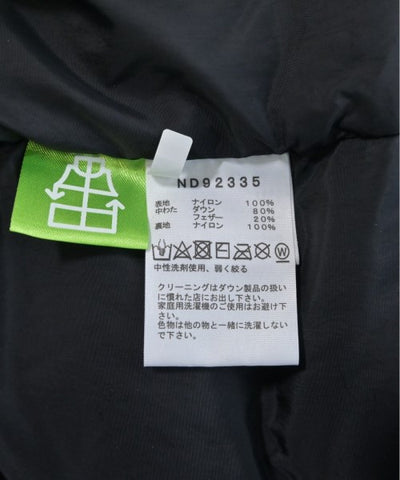 ND92335
表地 ナイロン 100%
中わた ダウン 80%
フェザー 20%
裏地 ナイロン 100%
中性洗剤使用、弱く絞る
クリーニングはダウン製品の扱い
に慣れた店にお出し下さい。
家庭用洗濯機のご使用はお避け下
さい。
色物は他の物と一緒に洗濯しない
で下さい。